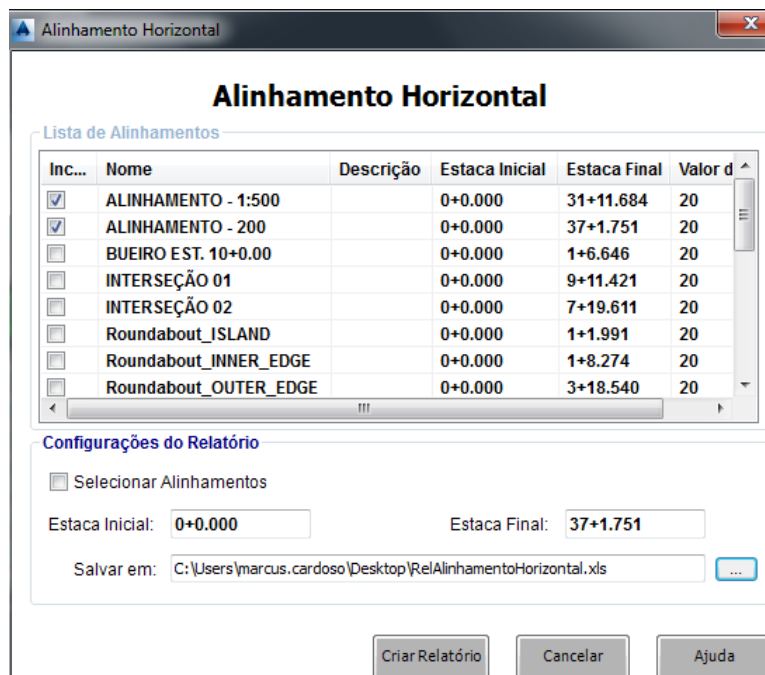 Alinhamento Horizontal
Alinhamento Horizontal
Lista de Alinhamentos
Inc... Nome Descrição Estaca Inicial Estaca Final Valor d
ALINHAMENTO - 1:500 0+0.000 31+11.684 20
ALINHAMENTO - 200 0+0.000 37+1.751 20
BUEIRO EST. 10+0.00 0+0.000 1+6.646 20
INTERSEÇÃO 01 0+0.000 9+11.421 20
INTERSEÇÃO 02 0+0.000 7+19.611 20
Roundabout_ISLAND 0+0.000 1+1.991 20
Roundabout_INNER_EDGE 0+0.000 1+8.274 20
Roundabout_OUTER_EDGE 0+0.000 3+18.540 20
Configurações do Relatório
Selecionar Alinhamentos
Estaca Inicial: 0+0.000 Estaca Final: 37+1.751
Salvar em: C:\Users\marcus.cardoso\Desktop\RelAlinhamentoHorizontal.xls ...
Criar Relatório Cancelar Ajuda